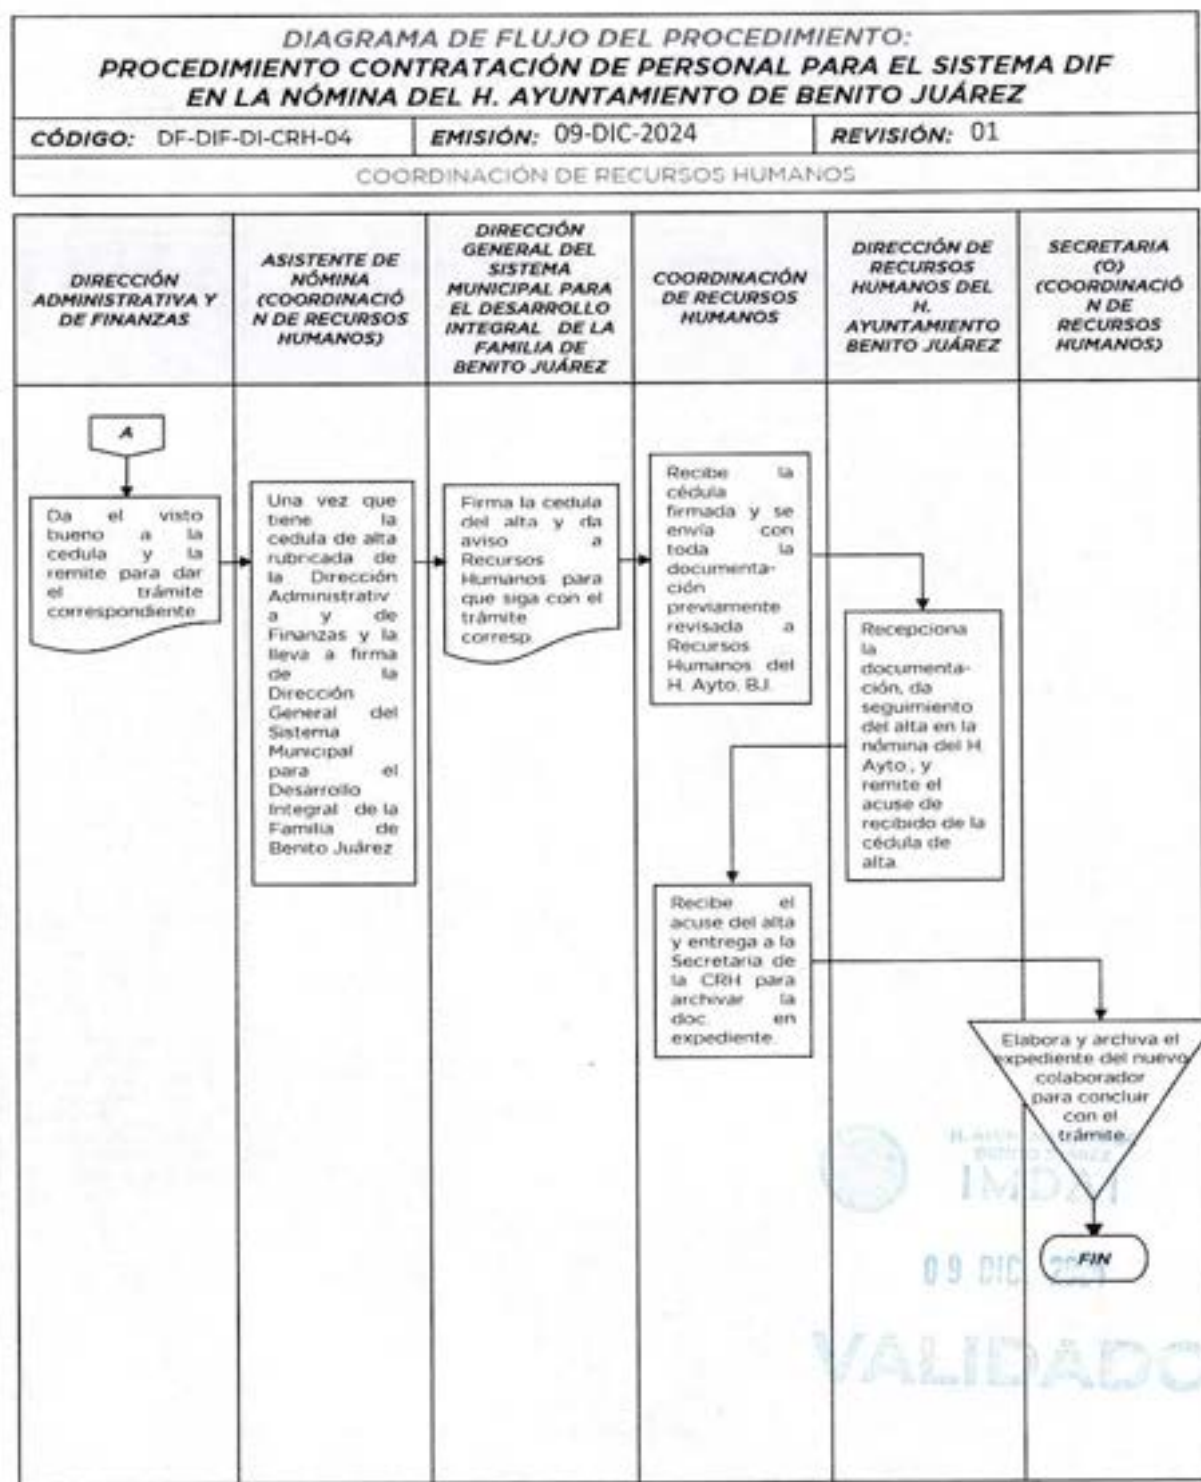 DIAGRAMA DE FLUJO DEL PROCEDIMIENTO:
PROCEDIMIENTO CONTRATACIÓN DE PERSONAL PARA EL SISTEMA DIF
EN LA NÓMINA DEL H. AYUNTAMIENTO DE BENITO JUÁREZ
CÓDIGO: DF-DIF-DI-CRH-04 EMISIÓN: 09-DIC-2024 REVISIÓN: 01
COORDINACIÓN DE RECURSOS HUMANOS
DIRECCIÓN
ADMINISTRATIVA Y
DE FINANZAS
ASISTENTE DE
NÓMINA
(COORDINACIÓ
N DE RECURSOS
HUMANOS)
DIRECCIÓN
GENERAL DEL
SISTEMA
MUNICIPAL PARA
EL DESARROLLO
INTEGRAL DE LA
FAMILIA DE
BENITO JUÁREZ
COORDINACIÓN
DE RECURSOS
HUMANOS
DIRECCIÓN DE
RECURSOS
HUMANOS DEL
H.
AYUNTAMIENTO
BENITO JUÁREZ
SECRETARIA
(O)
(COORDINACIÓ
N DE
RECURSOS
HUMANOS)
A
Da el visto
bueno a la
cedula y la
remite para dar
el trámite
correspondiente
Una vez que
tiene la
cedula de alta
rubricada de
la Dirección
Administrativ
a y de
Finanzas y la
lleva a firma
de la
Dirección
General del
Sistema
Municipal
para el
Desarrollo
Integral de la
Familia de
Benito Juárez
Firma la cedula
del alta y da
aviso a
Recursos
Humanos para
que siga con el
trámite
corresp.
Recibe la
cédula
firmada y se
envía con
toda la
documenta-
ción
previamente
revisada a
Recursos
Humanos del
H. Ayto. B.J.
Recepciona
la
documenta-
ción, da
seguimiento
del alta en la
nómina del H.
Ayto., y
remite el
acuse de
recibido de la
cédula de
alta.
Recibe el
acuse del alta
y entrega a la
Secretaria de
la CRH para
archivar la
doc. en
expediente.
Elabora y archiva el
expediente del nuevo
colaborador
para concluir
con el
trámite.
FIN
09 DIC
VALIDADO